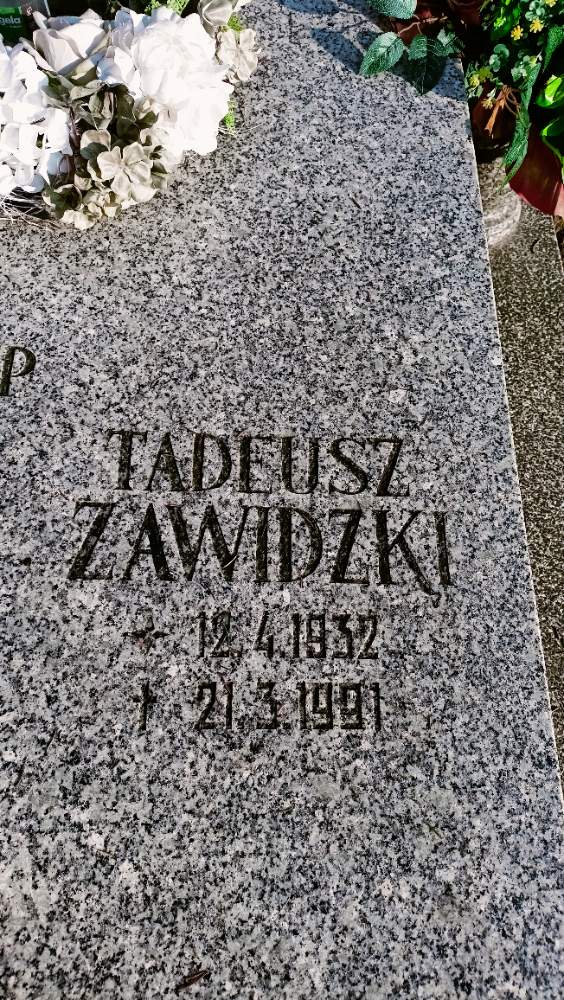 P
TADEUSZ
ZAWIDZKI
* 12.4.1932
† 21.3.1991